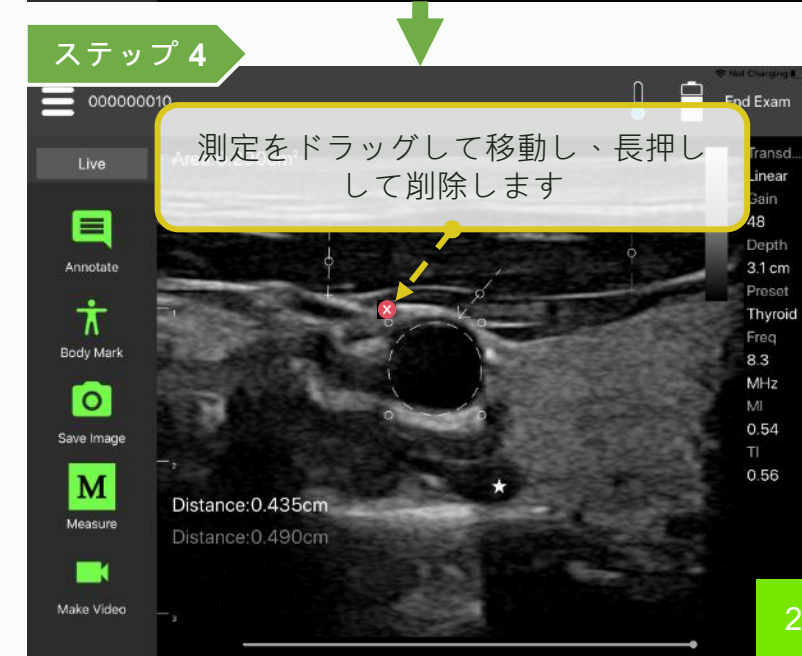 ステップ 4
Not Charging
000000010
End Exam
測定をドラッグして移動し、長押し
して削除します
Live
Annotate
Body Mark
Save Image
Measure
Make Video
1
2
3
Distance:0.435cm
Distance:0.490cm
Transd...
Linear
Gain
48
Depth
3.1 cm
Preset
Thyroid
Freq
8.3
MHz
MI
0.54
TI
0.56
2